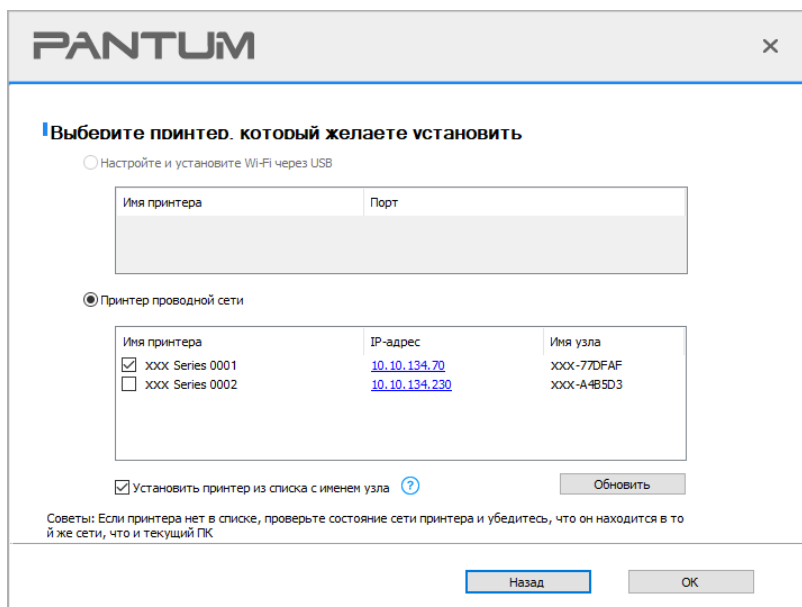 PANTUM
Выберите принтер, который желаете установить
Настройте и установите Wi-Fi через USB
Имя принтера Порт
Принтер проводной сети
Имя принтера IP-адрес Имя узла
XXX Series 0001 10.10.134.70 XXX-77DFAF
XXX Series 0002 10.10.134.230 XXX-A4B5D3
Установить принтер из списка с именем узла ?
Обновить
Советы: Если принтера нет в списке, проверьте состояние сети принтера и убедитесь, что он находится в то
й же сети, что и текущий ПК
Назад OK